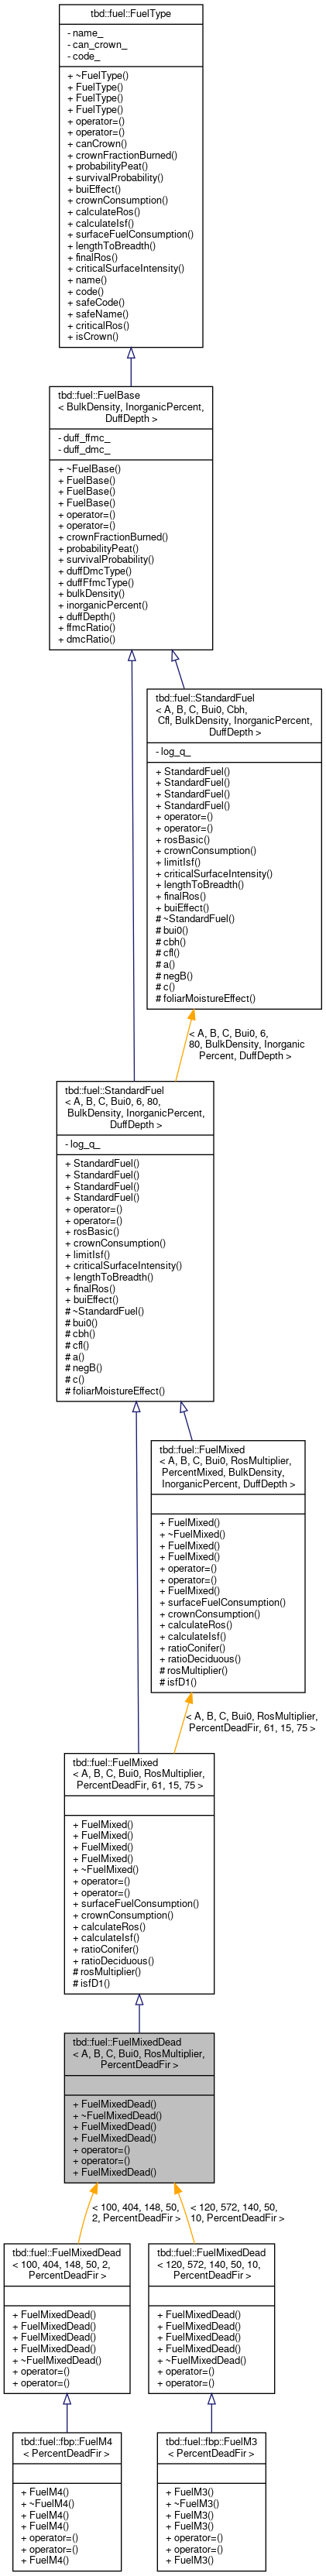 tbd::fuel::FuelType
- name_
- can_crown_
- code_
+ ~FuelType()
+ FuelType()
+ FuelType()
+ FuelType()
+ operator=()
+ operator=()
+ canCrown()
+ crownFractionBurned()
+ probabilityPeat()
+ survivalProbability()
+ buiEffect()
+ crownConsumption()
+ calculateRos()
+ calculateIsf()
+ surfaceFuelConsumption()
+ lengthToBreadth()
+ finalRos()
+ criticalSurfaceIntensity()
+ name()
+ code()
+ safeCode()
+ safeName()
+ criticalRos()
+ isCrown()
tbd::fuel::FuelBase
< BulkDensity, InorganicPercent,
DuffDepth >
- duff_ffmc_
- duff_dmc_
+ ~FuelBase()
+ FuelBase()
+ FuelBase()
+ FuelBase()
+ operator=()
+ operator=()
+ crownFractionBurned()
+ probabilityPeat()
+ survivalProbability()
+ duffDmcType()
+ duffFfmcType()
+ bulkDensity()
+ inorganicPercent()
+ duffDepth()
+ ffmcRatio()
+ dmcRatio()
tbd::fuel::StandardFuel
< A, B, C, Bui0, Cbh,
Cfl, BulkDensity, InorganicPercent,
DuffDepth >
- log_q_
+ StandardFuel()
+ StandardFuel()
+ StandardFuel()
+ StandardFuel()
+ operator=()
+ operator=()
+ rosBasic()
+ crownConsumption()
+ limitIsf()
+ criticalSurfaceIntensity()
+ lengthToBreadth()
+ finalRos()
+ buiEffect()
# ~StandardFuel()
# bui0()
# cbh()
# cfl()
# a()
# negB()
# c()
# foliarMoistureEffect()
< A, B, C, Bui0, 6,
80, BulkDensity, Inorganic
Percent, DuffDepth >
tbd::fuel::StandardFuel
< A, B, C, Bui0, 6, 80,
BulkDensity, InorganicPercent,
DuffDepth >
- log_q_
+ StandardFuel()
+ StandardFuel()
+ StandardFuel()
+ StandardFuel()
+ operator=()
+ operator=()
+ rosBasic()
+ crownConsumption()
+ limitIsf()
+ criticalSurfaceIntensity()
+ lengthToBreadth()
+ finalRos()
+ buiEffect()
# ~StandardFuel()
# bui0()
# cbh()
# cfl()
# a()
# negB()
# c()
# foliarMoistureEffect()
tbd::fuel::FuelMixed
< A, B, C, Bui0, RosMultiplier,
PercentMixed, BulkDensity,
InorganicPercent, DuffDepth >
+ FuelMixed()
+ ~FuelMixed()
+ FuelMixed()
+ FuelMixed()
+ operator=()
+ operator=()
+ FuelMixed()
+ surfaceFuelConsumption()
+ crownConsumption()
+ calculateRos()
+ calculateIsf()
+ ratioConifer()
+ ratioDeciduous()
# rosMultiplier()
# isfD1()
< A, B, C, Bui0, RosMultiplier,
PercentDeadFir, 61, 15, 75 >
tbd::fuel::FuelMixed
< A, B, C, Bui0, RosMultiplier,
PercentDeadFir, 61, 15, 75 >
+ FuelMixed()
+ FuelMixed()
+ FuelMixed()
+ FuelMixed()
+ ~FuelMixed()
+ operator=()
+ operator=()
+ surfaceFuelConsumption()
+ crownConsumption()
+ calculateRos()
+ calculateIsf()
+ ratioConifer()
+ ratioDeciduous()
# rosMultiplier()
# isfD1()
tbd::fuel::FuelMixedDead
< A, B, C, Bui0, RosMultiplier,
PercentDeadFir >
+ FuelMixedDead()
+ ~FuelMixedDead()
+ FuelMixedDead()
+ FuelMixedDead()
+ operator=()
+ operator=()
+ FuelMixedDead()
< 100, 404, 148, 50,
2, PercentDeadFir >
< 120, 572, 140, 50,
10, PercentDeadFir >
tbd::fuel::FuelMixedDead
< 100, 404, 148, 50, 2,
PercentDeadFir >
+ FuelMixedDead()
+ FuelMixedDead()
+ FuelMixedDead()
+ FuelMixedDead()
+ ~FuelMixedDead()
+ operator=()
+ operator=()
tbd::fuel::FuelMixedDead
< 120, 572, 140, 50, 10,
PercentDeadFir >
+ FuelMixedDead()
+ FuelMixedDead()
+ FuelMixedDead()
+ FuelMixedDead()
+ ~FuelMixedDead()
+ operator=()
+ operator=()
tbd::fuel::fbp::FuelM4
< PercentDeadFir >
+ FuelM4()
+ ~FuelM4()
+ FuelM4()
+ FuelM4()
+ operator=()
+ operator=()
+ FuelM4()
tbd::fuel::fbp::FuelM3
< PercentDeadFir >
+ FuelM3()
+ ~FuelM3()
+ FuelM3()
+ FuelM3()
+ operator=()
+ operator=()
+ FuelM3()